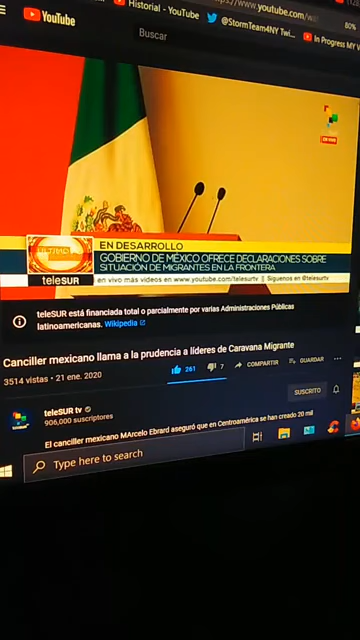 YouTube
Historial - YouTube
@StormTeam4NY Twi...
https://www.youtube.com/wa
In Progress MY
80%
Buscar
EN VIVO
EN DESARROLLO
GOBIERNO DE MÉXICO OFRECE DECLARACIONES SOBRE
SITUACIÓN DE MIGRANTES EN LA FRONTERA
teleSUR
en vivo más videos en www.youtube.com/telesurtv || Síguenos en @telesurtv
teleSUR está financiada total o parcialmente por varias Administraciones Públicas
latinoamericanas. Wikipedia
Canciller mexicano llama a la prudencia a líderes de Caravana Migrante
3514 vistas • 21 ene. 2020
261
7
COMPARTIR
GUARDAR
teleSUR tv
906,000 suscriptores
SUSCRITO
El canciller mexicano MArcelo Ebrard aseguró que en Centroamérica se han creado 20 mil
Type here to search